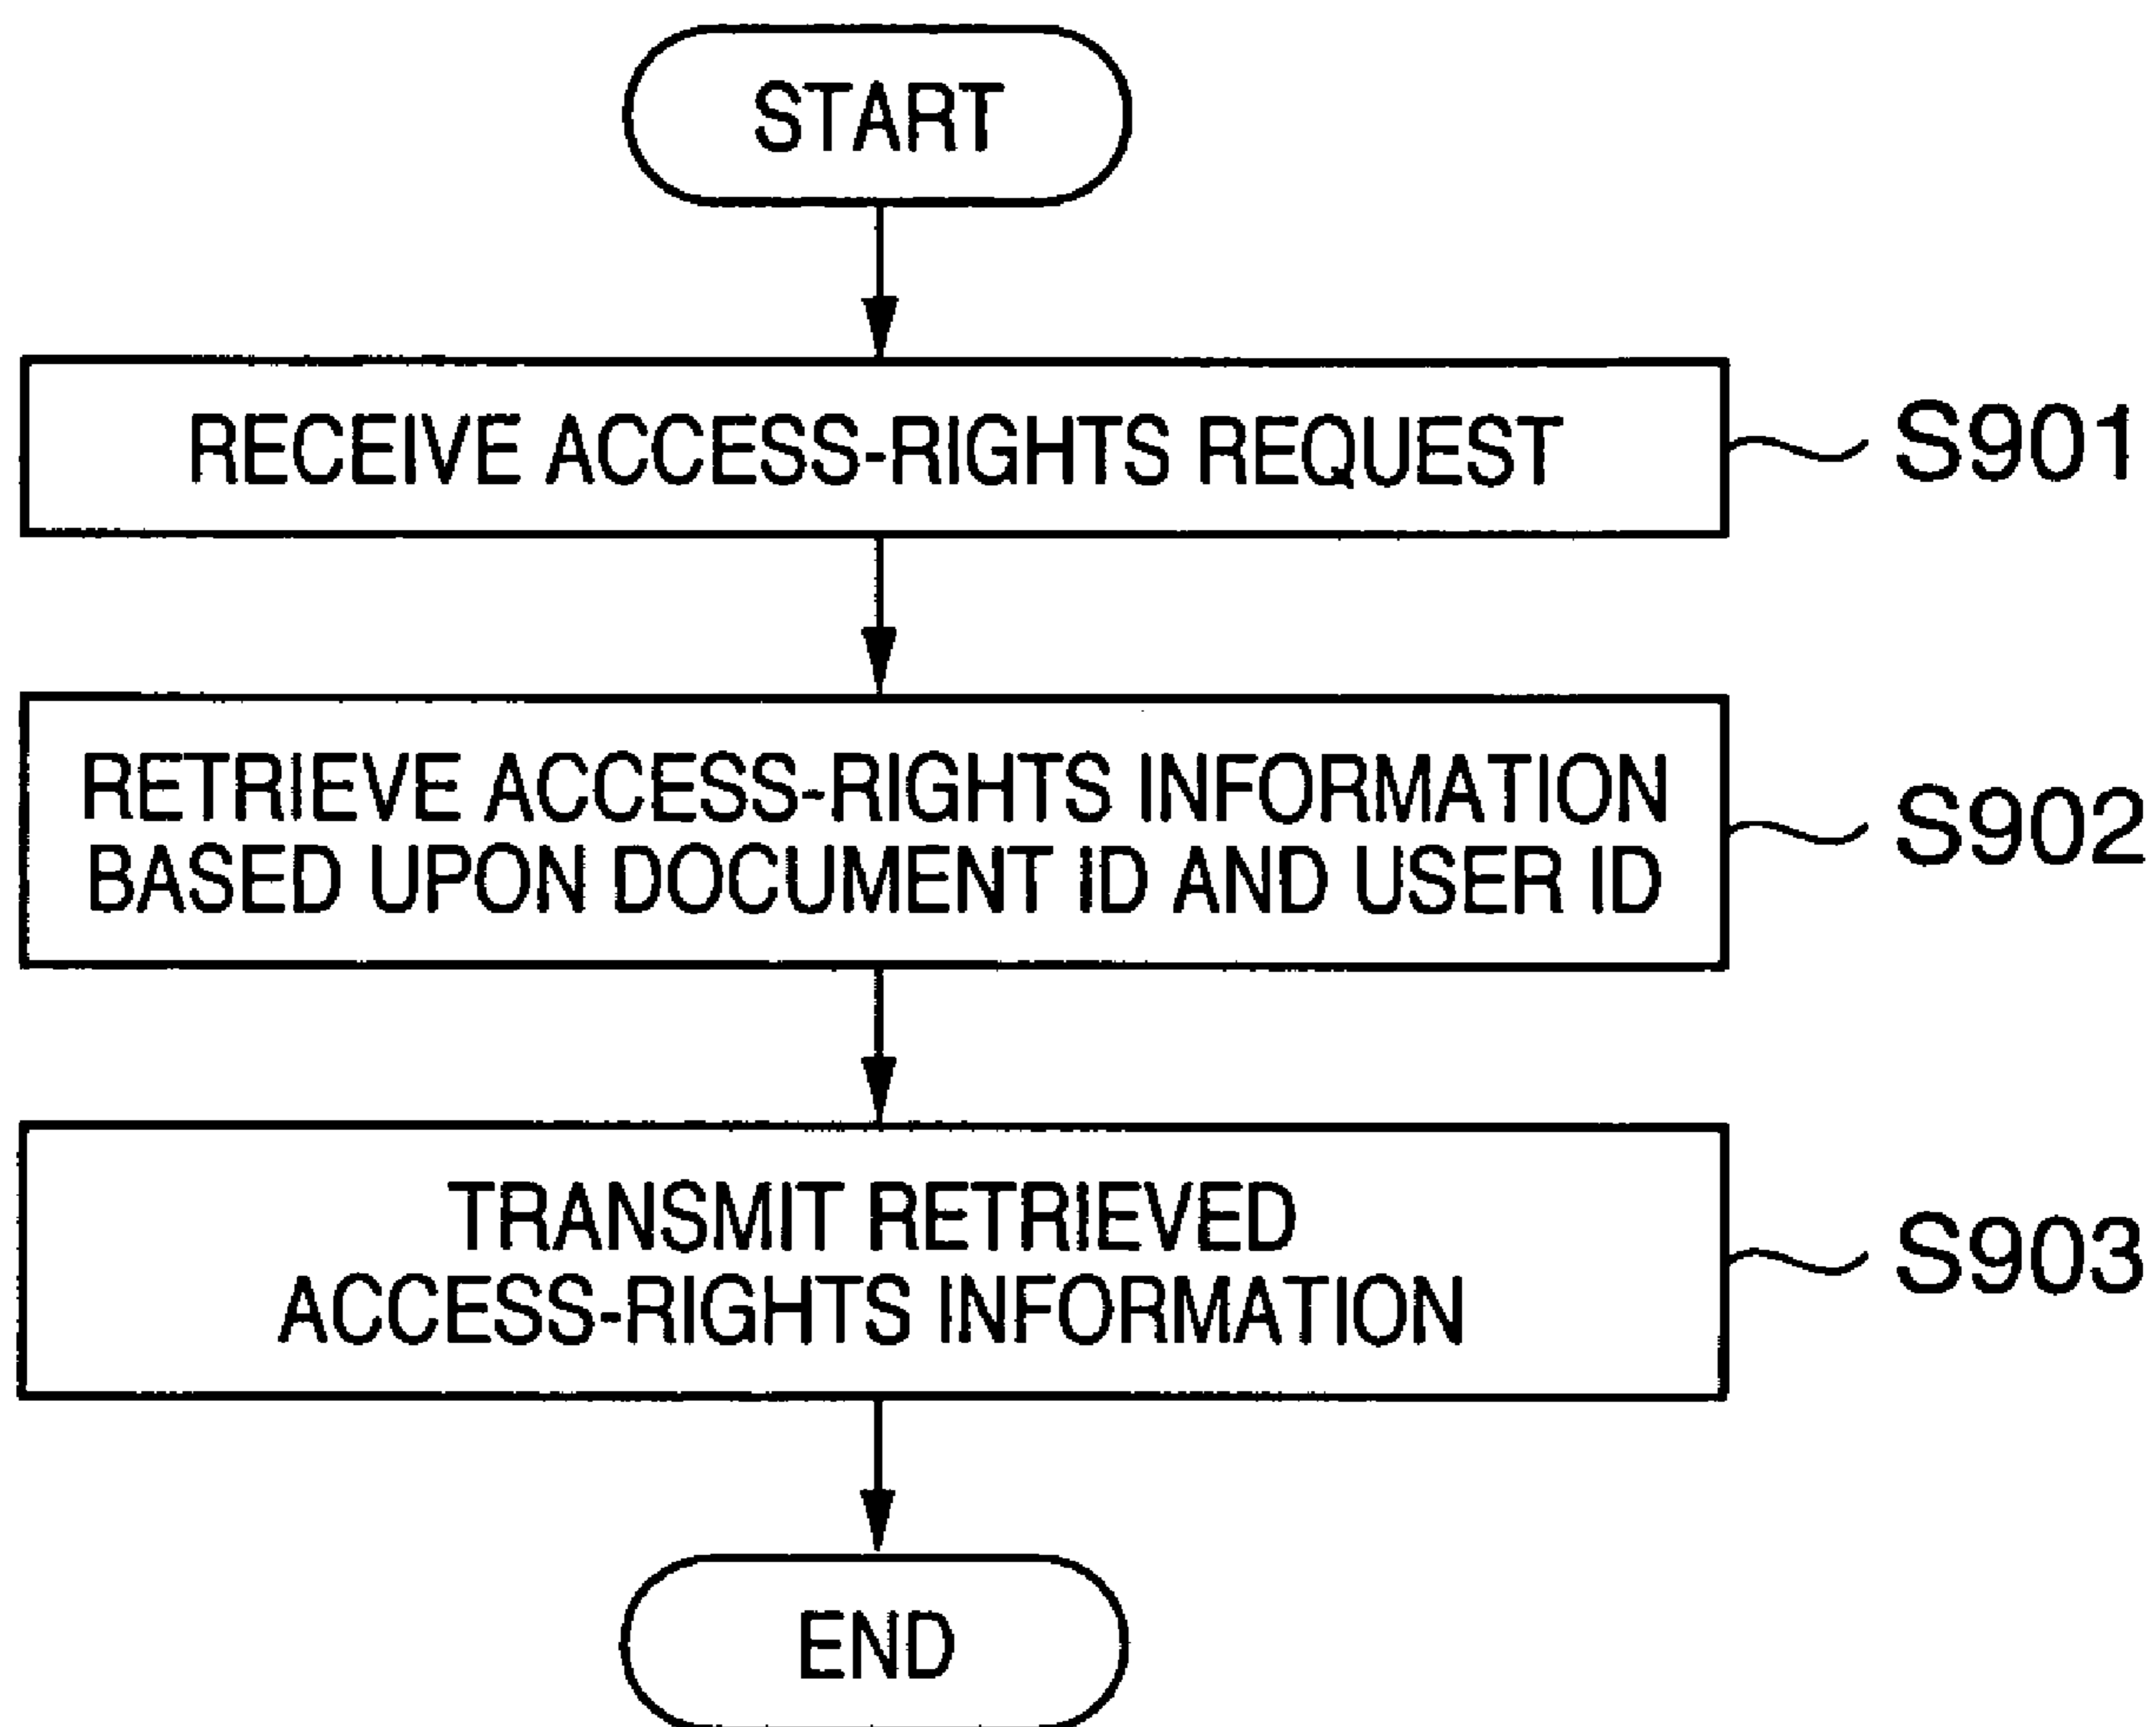 START
RECEIVE ACCESS-RIGHTS REQUEST
S901
RETRIEVE ACCESS-RIGHTS INFORMATION
BASED UPON DOCUMENT ID AND USER ID
S902
TRANSMIT RETRIEVED
ACCESS-RIGHTS INFORMATION
S903
END